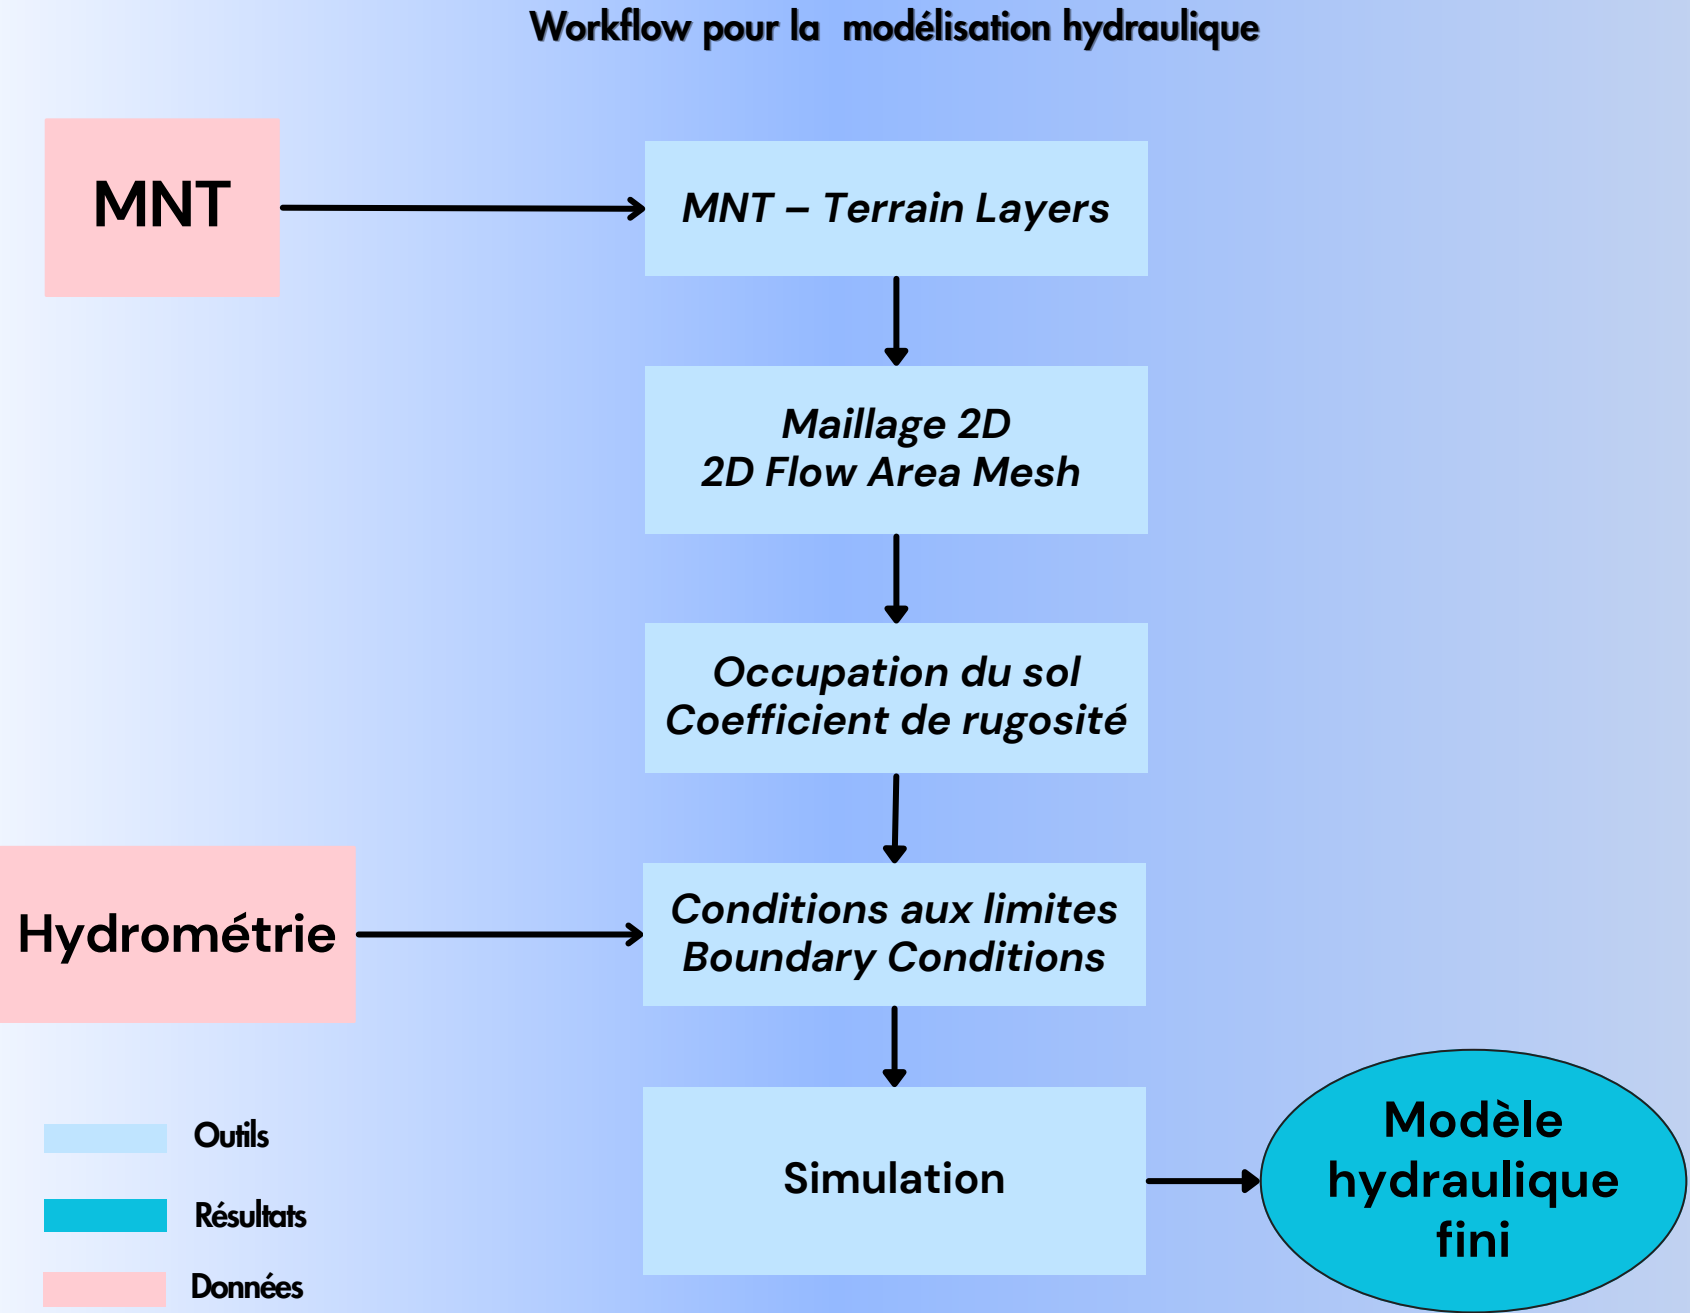 Workflow pour la modélisation hydraulique
MNT
MNT – Terrain Layers
Maillage 2D
2D Flow Area Mesh
Occupation du sol
Coefficient de rugosité
Hydrométrie
Conditions aux limites
Boundary Conditions
Simulation
Modèle
hydraulique
fini
Outils
Résultats
Données